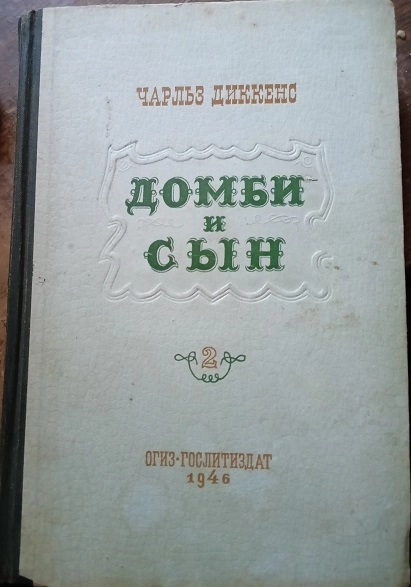 ЧАРЛЬЗ ДИККЕНС
ДОМБИ
И
СЫН
2
ОГИЗ-ГОСЛИТИЗДАТ
1946